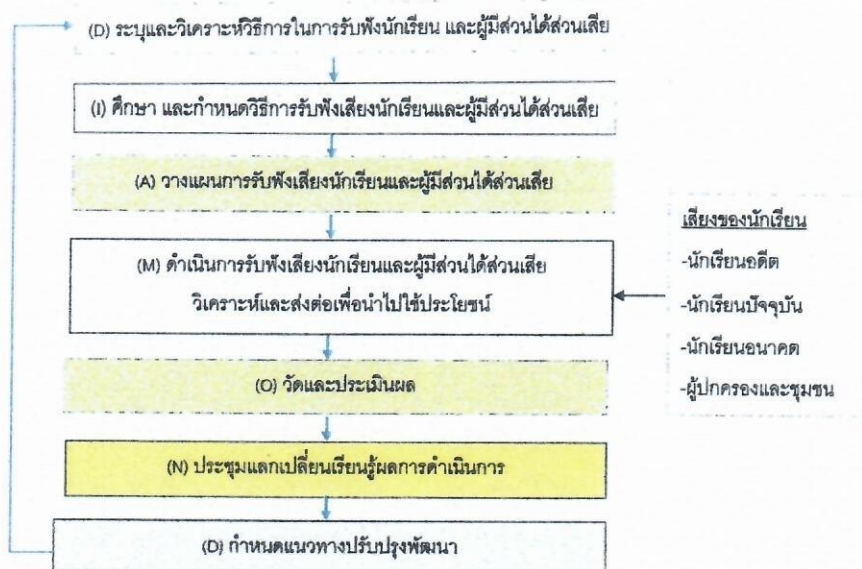 (D) ระบุและวิเคราะห์วิธีการในการรับฟังนักเรียน และผู้มีส่วนได้ส่วนเสีย
(I) ศึกษา และกำหนดวิธีการรับฟังเสียงนักเรียนและผู้มีส่วนได้ส่วนเสีย
(A) วางแผนการรับฟังเสียงนักเรียนและผู้มีส่วนได้ส่วนเสีย
(M) ดำเนินการรับฟังเสียงนักเรียนและผู้มีส่วนได้ส่วนเสีย
วิเคราะห์และส่งต่อเพื่อนำไปใช้ประโยชน์
เสียงของนักเรียน
-นักเรียนอดีต
-นักเรียนปัจจุบัน
-นักเรียนอนาคต
-ผู้ปกครองและชุมชน
(O) วัดและประเมินผล
(N) ประชุมแลกเปลี่ยนเรียนรู้ผลการดำเนินการ
(D) กำหนดแนวทางปรับปรุงพัฒนา